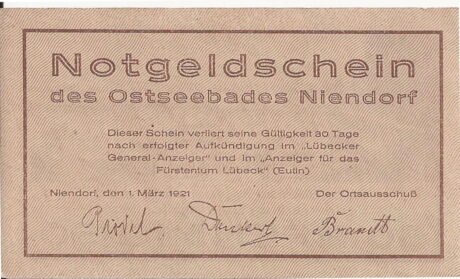 Notgeldschein
des Ostseebades Niendorf
Dieser Schein verliert seine Gültigkeit 30 Tage
nach erfolgter Aufkündigung im „Lübecker
General-Anzeiger" und im „Anzeiger für das
Fürstentum Lübeck" (Eutin)
Niendorf, den 1. März 1921 Der Ortsausschuß
Brandt